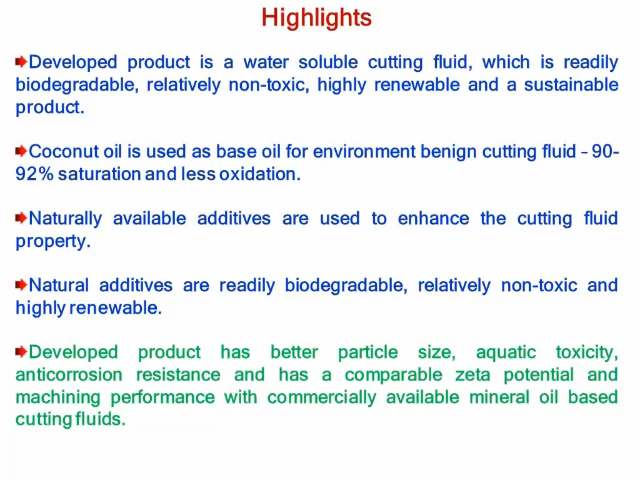 Highlights
Developed product is a water soluble cutting fluid, which is readily
biodegradable, relatively non-toxic, highly renewable and a sustainable
product.
Coconut oil is used as base oil for environment benign cutting fluid – 90-
92% saturation and less oxidation.
Naturally available additives are used to enhance the cutting fluid
property.
Natural additives are readily biodegradable, relatively non-toxic and
highly renewable.
Developed product has better particle size, aquatic toxicity,
anticorrosion resistance and has a comparable zeta potential and
machining performance with commercially available mineral oil based
cutting fluids.